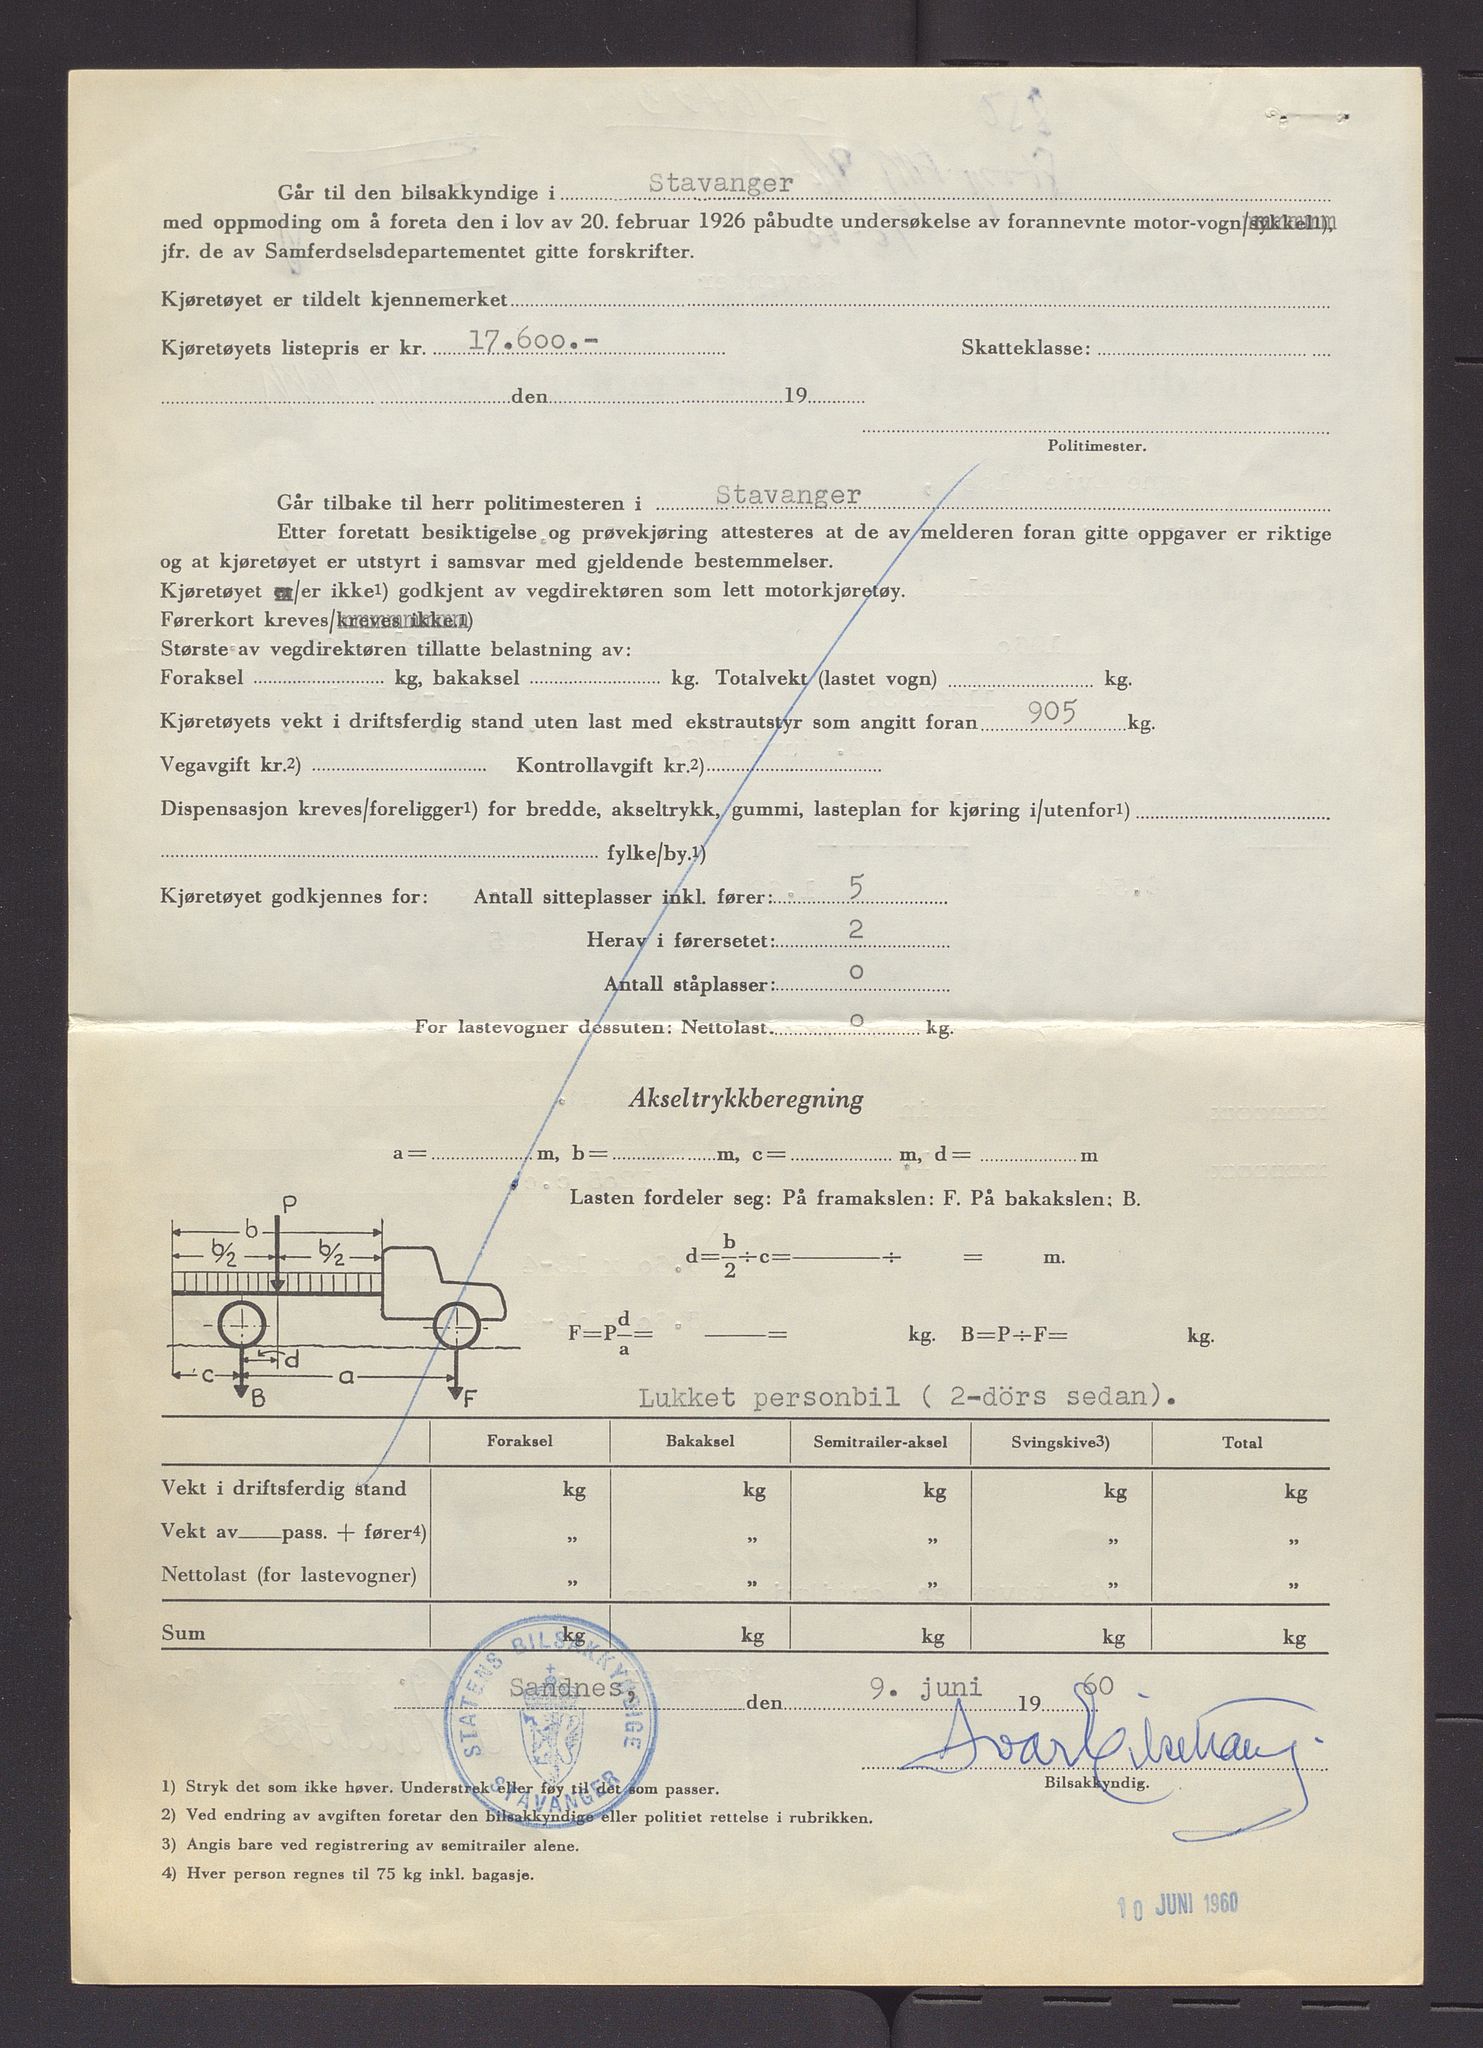 Går til den bilsakkyndige i Stavanger
med oppmoding om å foreta den i lov av 20. februar 1926 påbudte undersøkelse av forannevnte motor-vogn/sykkel1),
jfr. de av Samferdselsdepartementet gitte forskrifter.
Kjøretøyet er tildelt kjennemerket
Kjøretøyets listepris er kr. 17.600.- Skatteklasse:
den 19
Politimester.
Går tilbake til herr politimesteren i Stavanger
Etter foretatt besiktigelse og prøvekjøring attesteres at de av melderen foran gitte oppgaver er riktige
og at kjøretøyet er utstyrt i samsvar med gjeldende bestemmelser.
Kjøretøyet er/er ikke1) godkjent av vegdirektøren som lett motorkjøretøy.
Førerkort kreves/kreves ikke.1)
Største av vegdirektøren tillatte belastning av:
Foraksel kg, bakaksel kg. Totalvekt (lastet vogn) kg.
Kjøretøyets vekt i driftsferdig stand uten last med ekstrautstyr som angitt foran 905 kg.
Vegavgift kr.2) Kontrollavgift kr.2)
Dispensasjon kreves/foreligger1) for bredde, akseltrykk, gummi, lasteplan for kjøring i/utenfor1)
fylke/by.1)
Kjøretøyet godkjennes for: Antall sitteplasser inkl. fører: 5
Herav i førersetet: 2
Antall ståplasser: 0
For lastevogner dessuten: Nettolast 0 kg.
Akseltrykkberegning
a= m, b= m, c= m, d= m
Lasten fordeler seg: På framakslen: F. På bakakslen: B.
P
b
b/2 b/2
d=b/2÷c= ÷ = m.
F=P d/a= = kg. B=P÷F= kg.
d
c a
B F
Lukket personbil ( 2-dörs sedan).
Foraksel Bakaksel Semitrailer-aksel Svingskive3) Total
Vekt i driftsferdig stand kg kg kg kg kg
Vekt av pass. + fører4) „ „ „ „ „
Nettolast (for lastevogner) „ „ „ „ „
Sum kg kg kg kg kg
STATENS BILSAKKYNDIGE
STAVANGER
Sandnes, den 9. juni 19 60
Bilsakkyndig.
1) Stryk det som ikke høver. Understrek eller føy til det som passer.
2) Ved endring av avgiften foretar den bilsakkyndige eller politiet rettelse i rubrikken.
3) Angis bare ved registrering av semitrailer alene.
4) Hver person regnes til 75 kg inkl. bagasje.
10 JUNI 1960